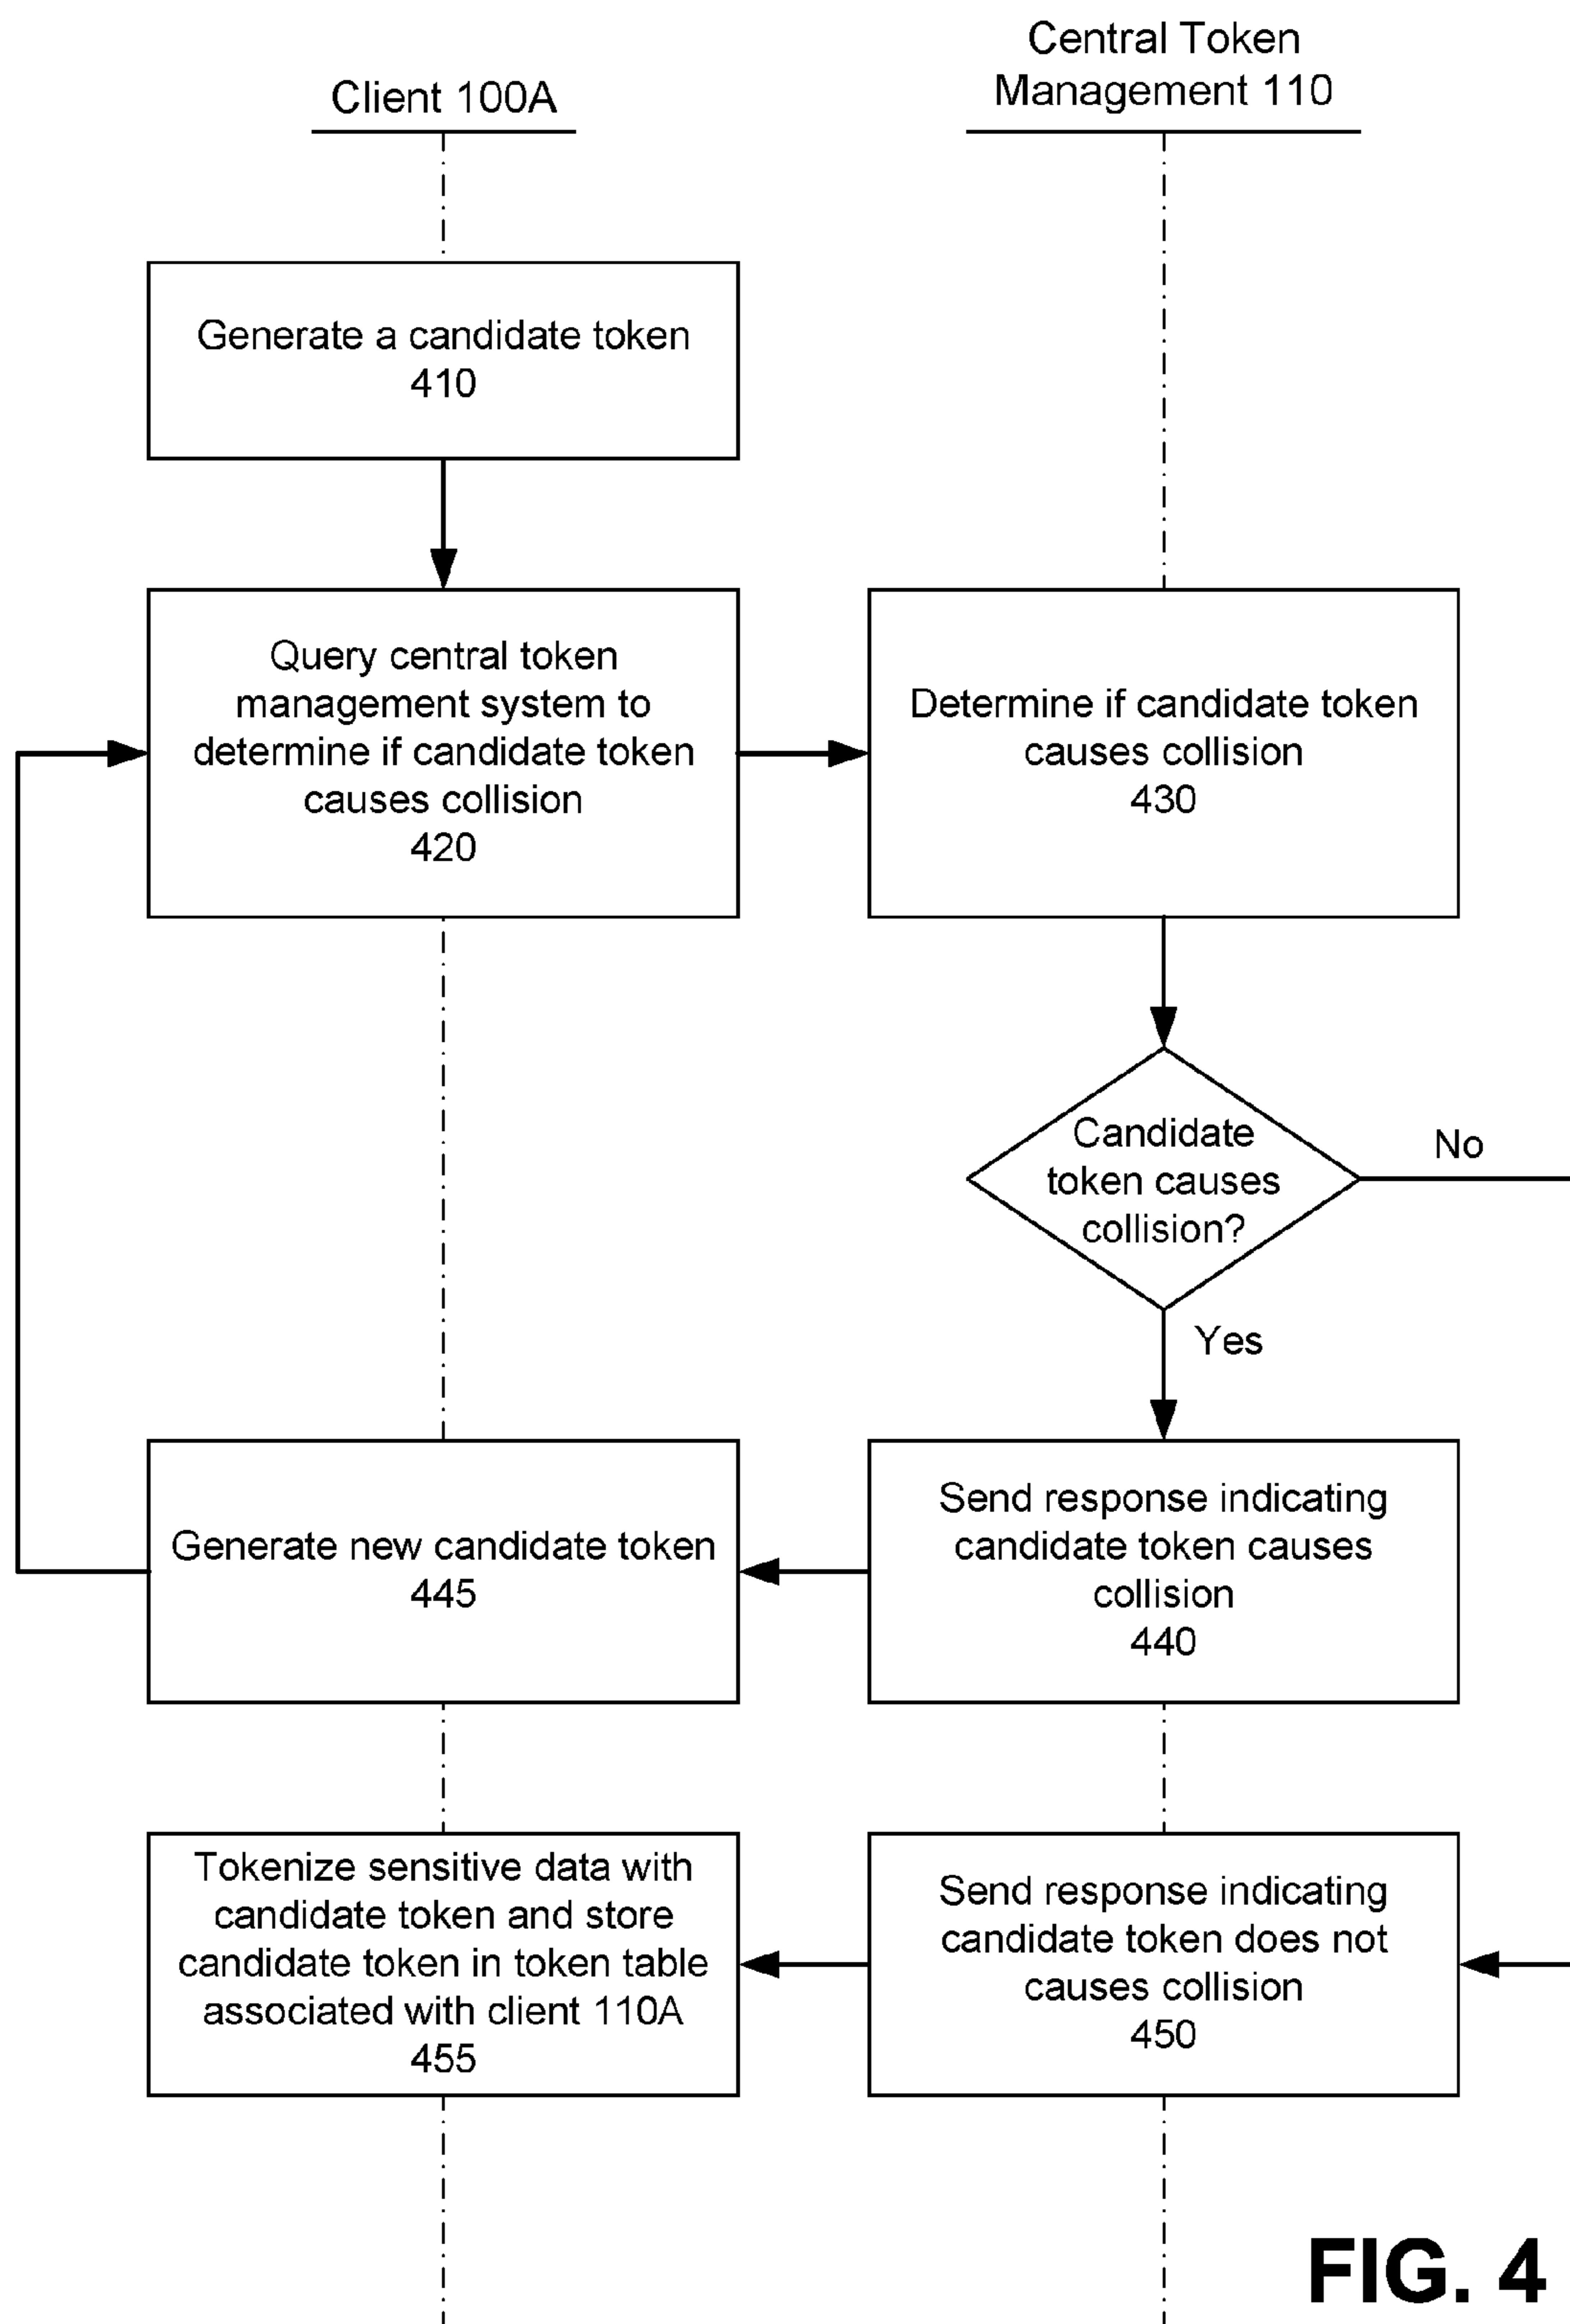 Client 100A
Central Token
Management 110
Generate a candidate token
410
Query central token
management system to
determine if candidate token
causes collision
420
Determine if candidate token
causes collision
430
Candidate
token causes
collision?
No
Yes
Send response indicating
candidate token causes
collision
440
Generate new candidate token
445
Send response indicating
candidate token does not
causes collision
450
Tokenize sensitive data with
candidate token and store
candidate token in token table
associated with client 110A
455
FIG. 4